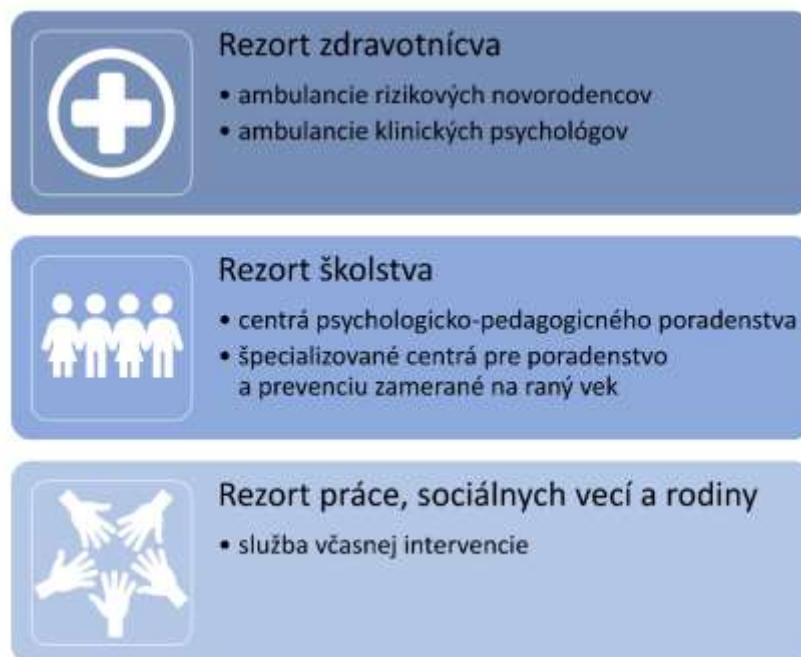 Rezort zdravotnícva
• ambulancie rizikových novorodencov
• ambulancie klinických psychológov
Rezort školstva
• centrá psychologicko-pedagogicného poradenstva
• špecializované centrá pre poradenstvo
a prevenciu zamerané na raný vek
Rezort práce, sociálnych vecí a rodiny
• služba včasnej intervencie